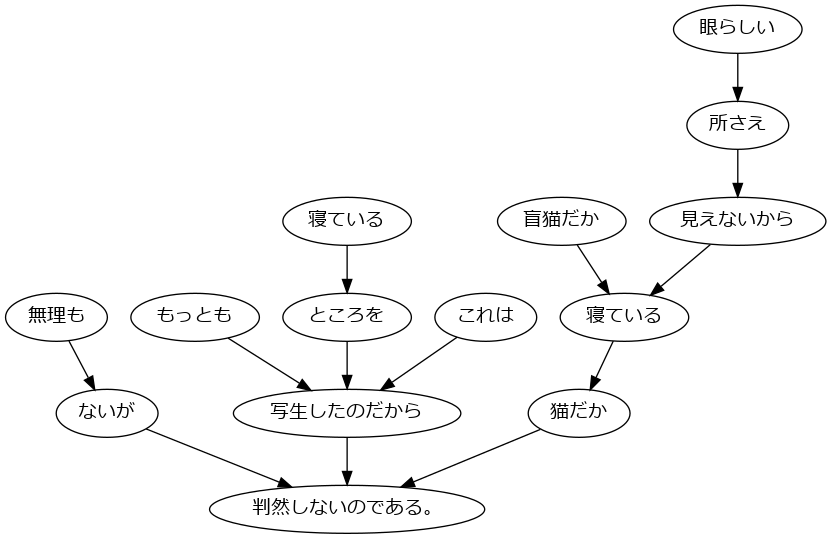 眼らしい
所さえ
寝ている
盲猫だか
見えないから
無理も
もっとも
ところを
これは
寝ている
ないが
写生したのだから
猫だか
判然しないのである。